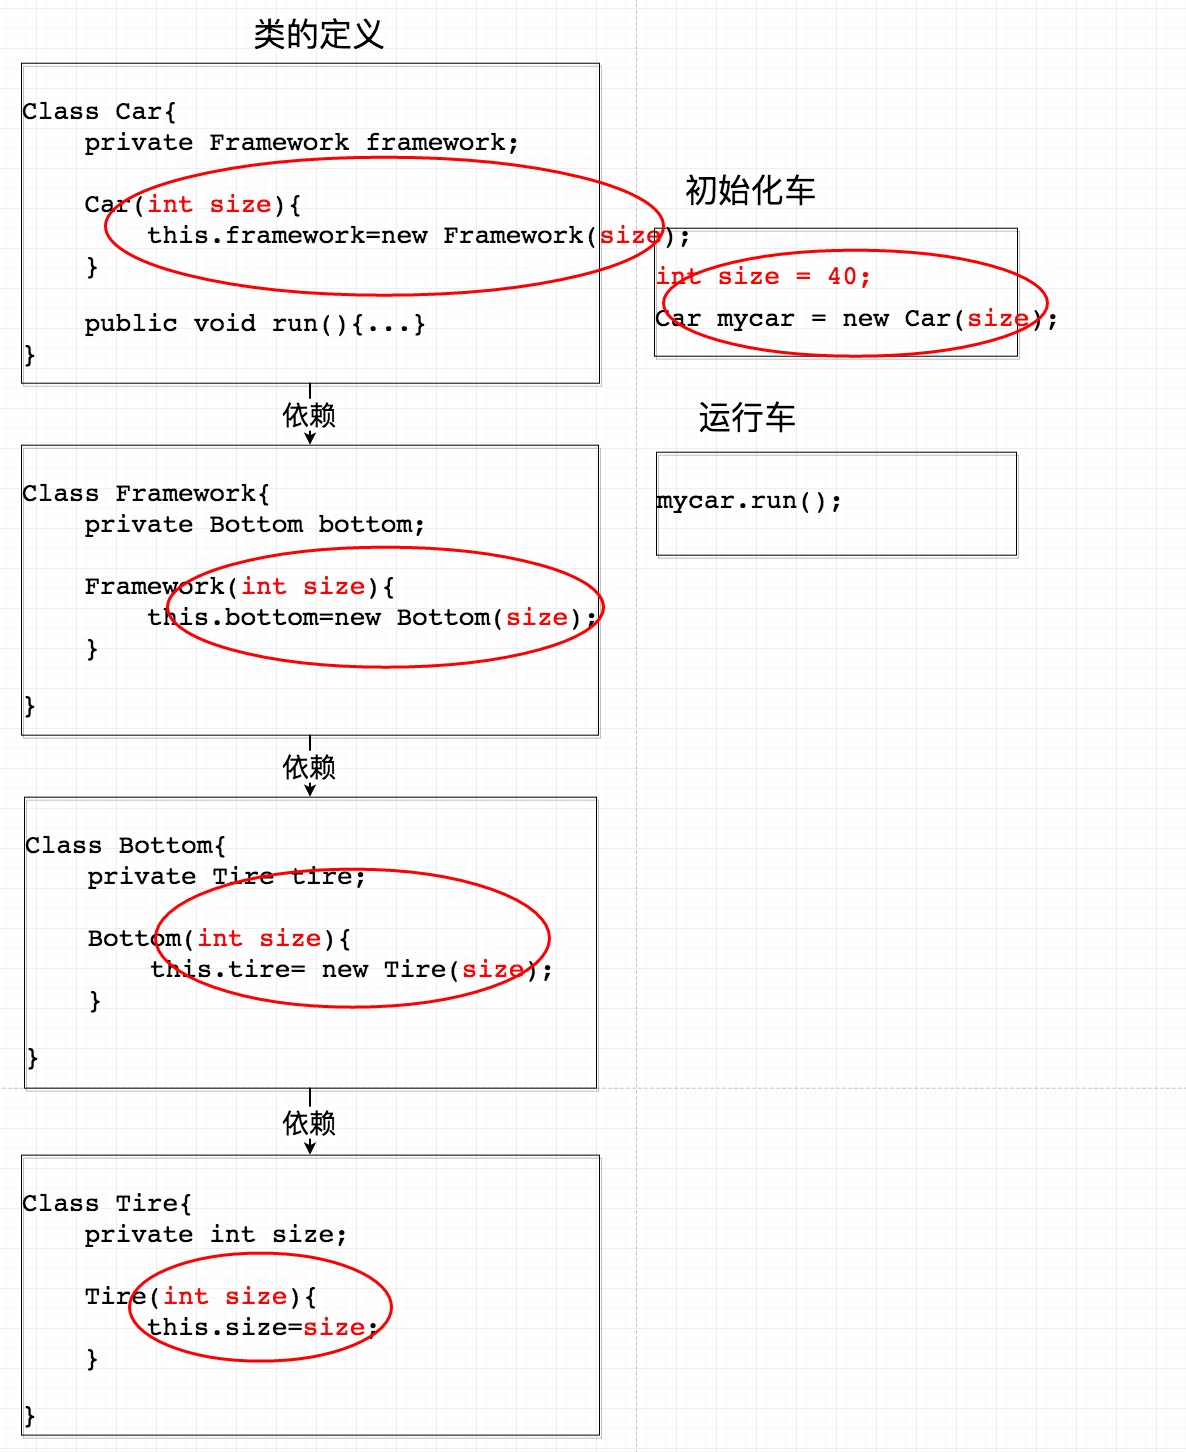 类的定义
Class Car{
    private Framework framework;
    Car(int size){
        this.framework=new Framework(size);
    }
    public void run(){...}
}
依赖
Class Framework{
    private Bottom bottom;
    Framework(int size){
        this.bottom=new Bottom(size);
    }
}
依赖
Class Bottom{
    private Tire tire;
    Bottom(int size){
        this.tire= new Tire(size);
    }
}
依赖
Class Tire{
    private int size;
    Tire(int size){
        this.size=size;
    }
}
初始化车
int size = 40;
Car mycar = new Car(size);
运行车
mycar.run();